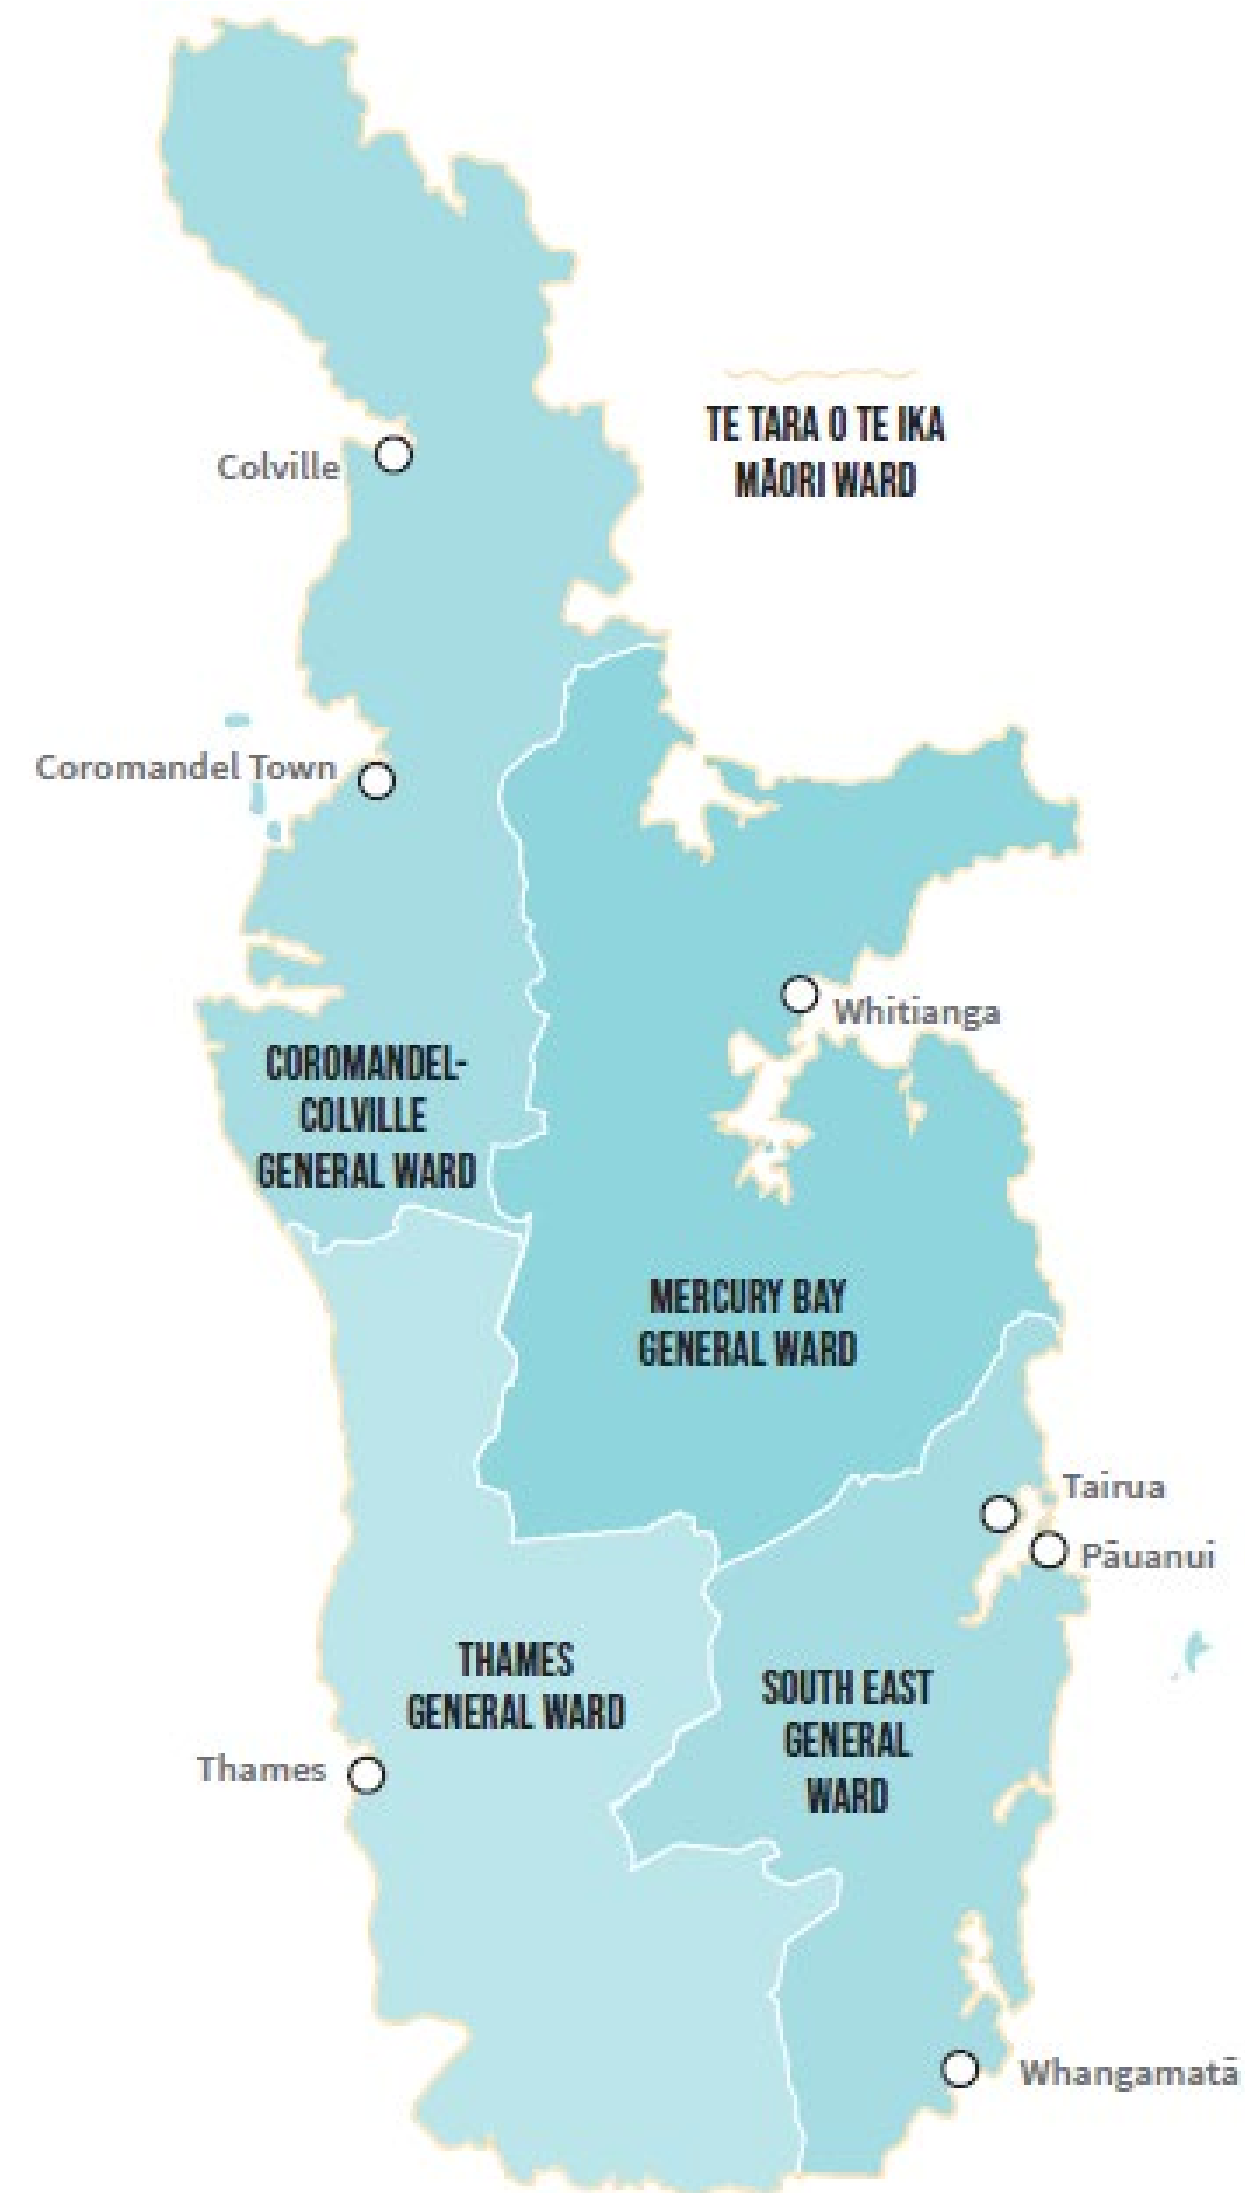 TE TARA O TE IKA
MĀORI WARD
Colville
Coromandel Town
Whitianga
COROMANDEL-
COLVILLE
GENERAL WARD
MERCURY BAY
GENERAL WARD
Tairua
Pāuanui
THAMES
GENERAL WARD
SOUTH EAST
GENERAL
WARD
Thames
Whangamatā